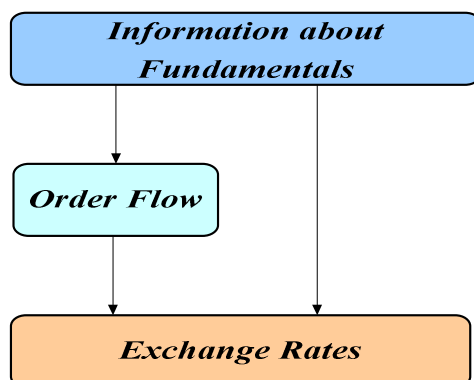 Information about
Fundamentals
Order Flow
Exchange Rates